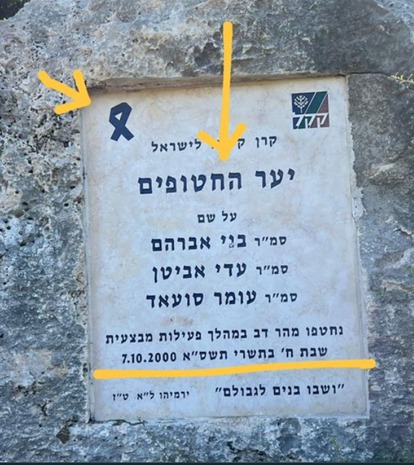 קקל
קרן לישראל
יער החטופים
על שם
סמ"ר בני אברהם
סמ"ר עדי אביטן
סמ"ר עומר סועאד
נחטפו מהר דב במהלך פעילות מבצעית
שבת ח' בתשרי תשס"א 7.10.2000
"ושבו בנים לגבולם" ירמיהו ל"א ט"ז